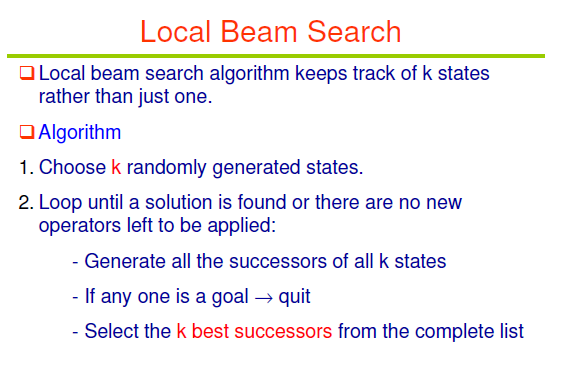 Local Beam Search
❑ Local beam search algorithm keeps track of k states
rather than just one.
❑ Algorithm
1. Choose k randomly generated states.
2. Loop until a solution is found or there are no new
operators left to be applied:
- Generate all the successors of all k states
- If any one is a goal → quit
- Select the k best successors from the complete list